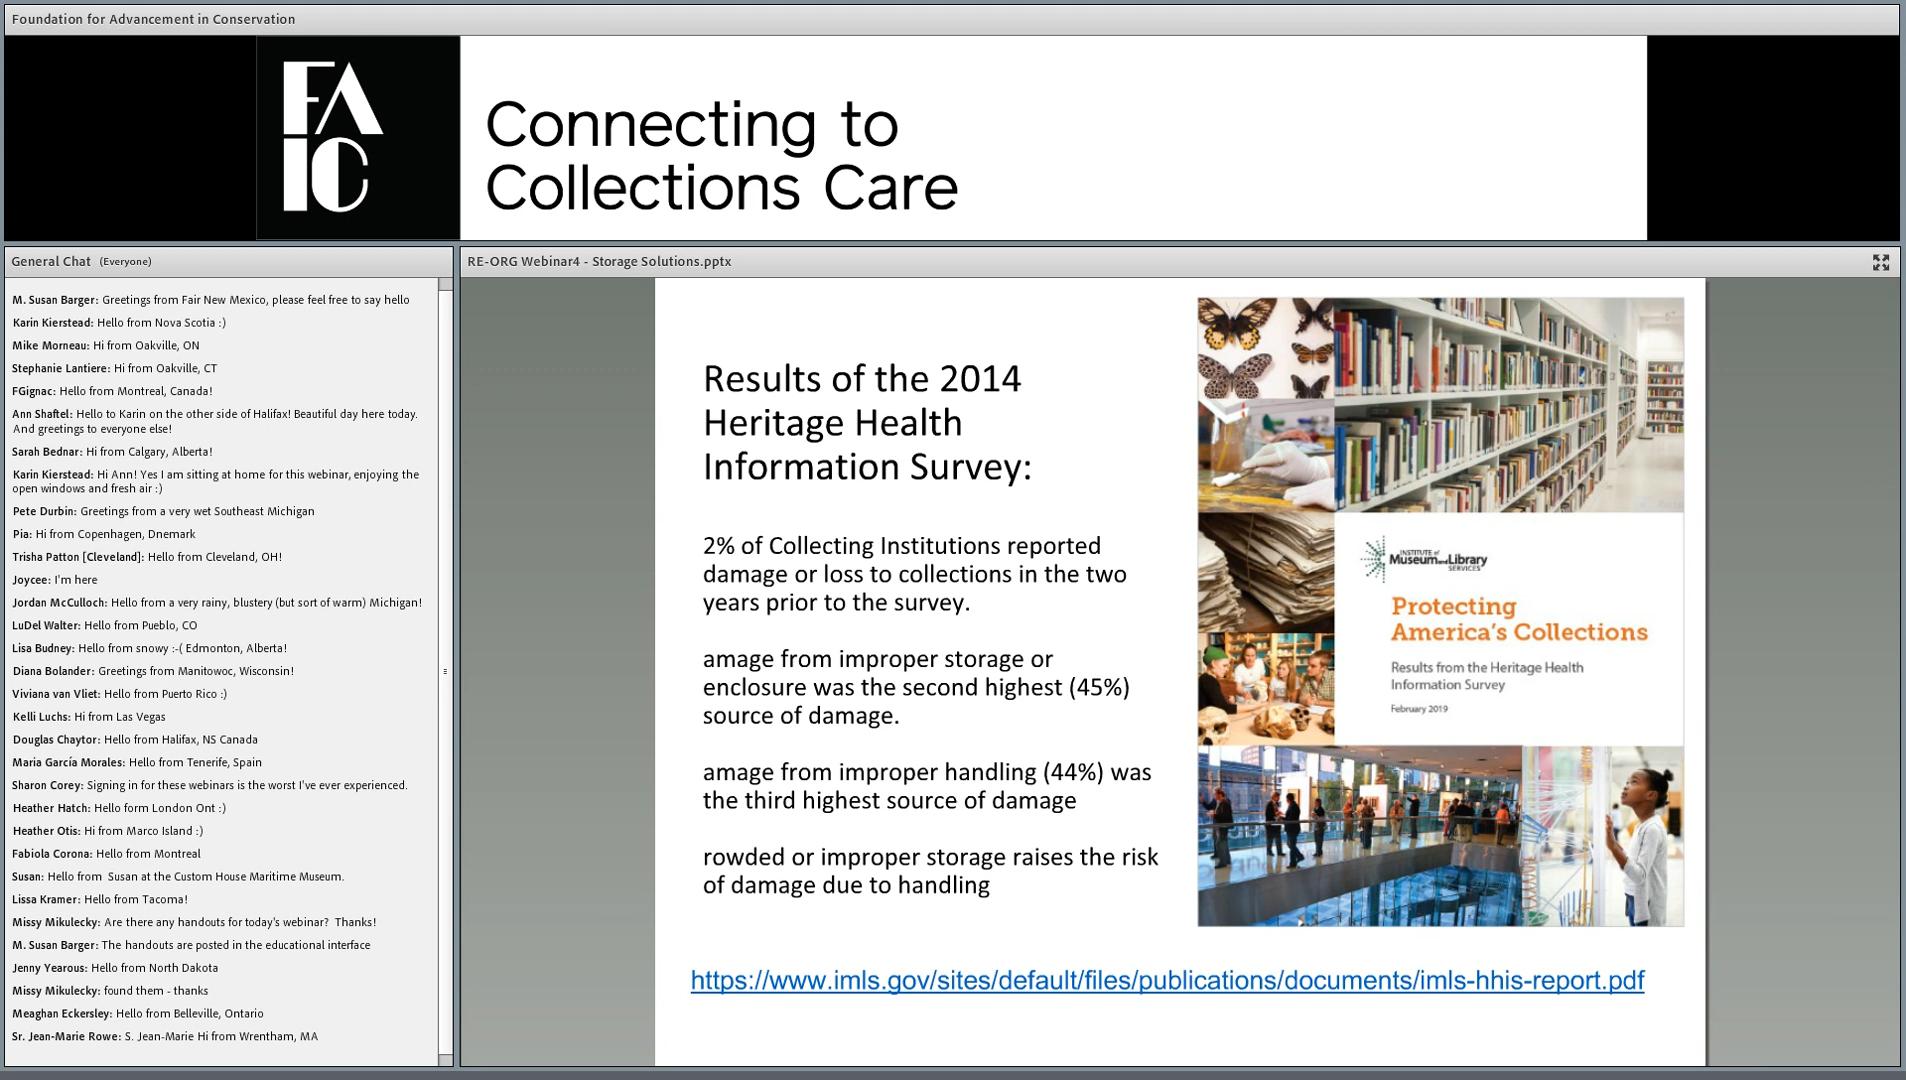 Foundation for Advancement in Conservation
FA
IC
Connecting to
Collections Care
General Chat (Everyone)
M. Susan Barger: Greetings from Fair New Mexico, please feel free to say hello
Karin Kierstead: Hello from Nova Scotia :)
Mike Morneau: Hi from Oakville, ON
Stephanie Lantiere: Hi from Oakville, CT
FGignac: Hello from Montreal, Canada!
Ann Shaftel: Hello to Karin on the other side of Halifax! Beautiful day here today.
And greetings to everyone else!
Sarah Bednar: Hi from Calgary, Alberta!
Karin Kierstead: Hi Ann! Yes I am sitting at home for this webinar, enjoying the
open windows and fresh air :)
Pete Durbin: Greetings from a very wet Southeast Michigan
Pia: Hi from Copenhagen, Dnemark
Trisha Patton [Cleveland]: Hello from Cleveland, OH!
Joycee: I'm here
Jordan McCulloch: Hello from a very rainy, blustery (but sort of warm) Michigan!
LuDel Walter: Hello from Pueblo, CO
Lisa Budney: Hello from snowy :-( Edmonton, Alberta!
Diana Bolander: Greetings from Manitowoc, Wisconsin!
Viviana van Vliet: Hello from Puerto Rico :)
Kelli Luchs: Hi from Las Vegas
Douglas Chaytor: Hello from Halifax, NS Canada
Maria García Morales: Hello from Tenerife, Spain
Sharon Corey: Signing in for these webinars is the worst I've ever experienced.
Heather Hatch: Hello form London Ont :)
Heather Otis: Hi from Marco Island :)
Fabiola Corona: Hello from Montreal
Susan: Hello from Susan at the Custom House Maritime Museum.
Lissa Kramer: Hello from Tacoma!
Missy Mikulecky: Are there any handouts for today's webinar? Thanks!
M. Susan Barger: The handouts are posted in the educational interface
Jenny Yearous: Hello from North Dakota
Missy Mikulecky: found them - thanks
Meaghan Eckersley: Hello from Belleville, Ontario
Sr. Jean-Marie Rowe: S. Jean-Marie Hi from Wrentham, MA
RE-ORG Webinar4 - Storage Solutions.pptx
Results of the 2014
Heritage Health
Information Survey:
2% of Collecting Institutions reported
damage or loss to collections in the two
years prior to the survey.
amage from improper storage or
enclosure was the second highest (45%)
source of damage.
amage from improper handling (44%) was
the third highest source of damage
rowded or improper storage raises the risk
of damage due to handling
INSTITUTE of
Museum and Library
SERVICES
Protecting
America's Collections
Results from the Heritage Health
Information Survey
February 2019
https://www.imls.gov/sites/default/files/publications/documents/imls-hhis-report.pdf